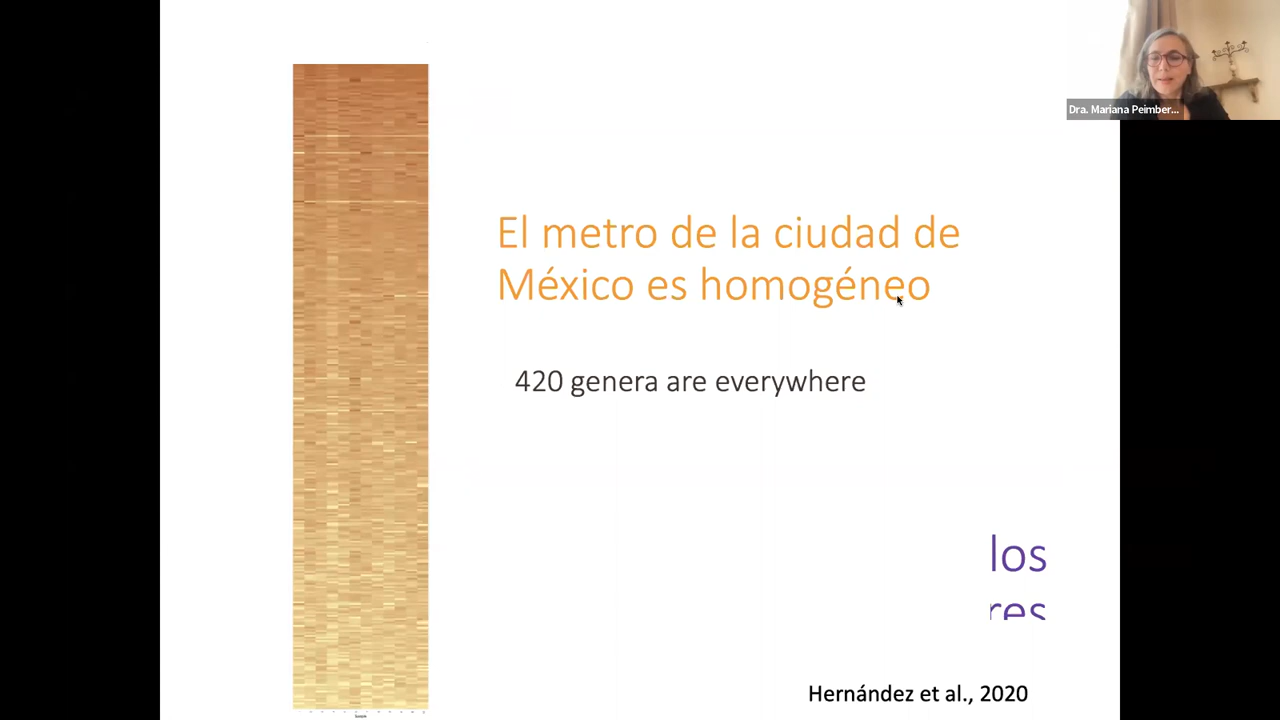 Dra. Mariana Peimber...
El metro de la ciudad de
México es homogéneo
420 genera are everywhere
los
res
Hernández et al., 2020